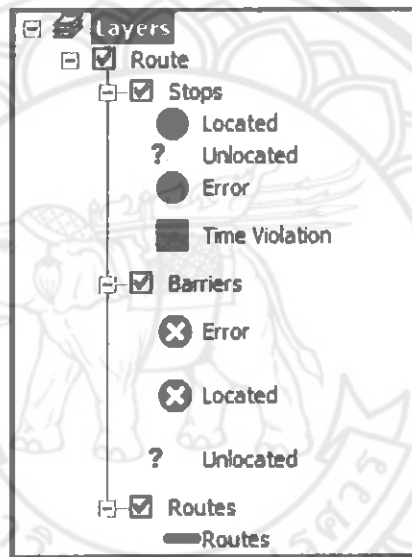 Layers
Route
Stops
Located
? Unlocated
Error
Time Violation
Barriers
Error
Located
? Unlocated
Routes
Routes